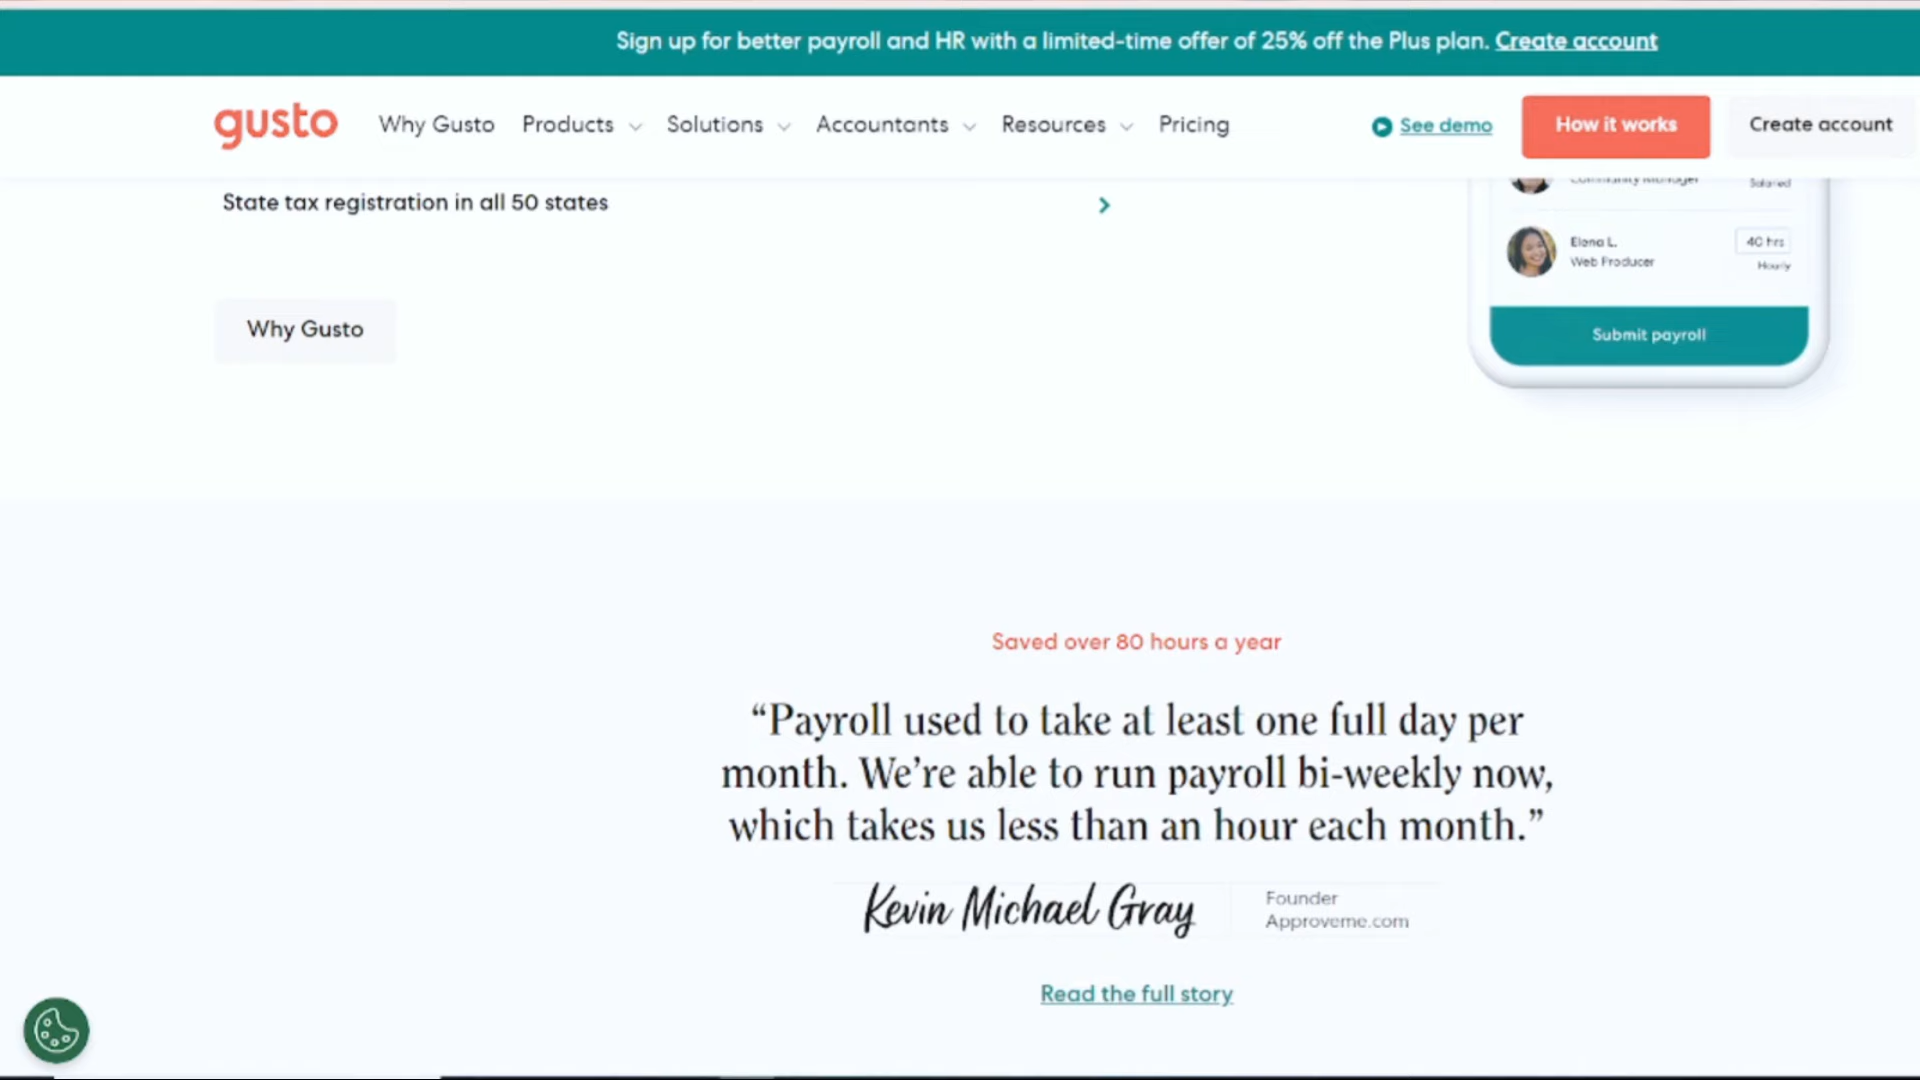 Sign up for better payroll and HR with a limited-time offer of 25% off the Plus plan. Create account
gusto Why Gusto Products Solutions Accountants Resources Pricing See demo How it works Create account
Community Manager
Salaried
State tax registration in all 50 states
Elena L.
Web Producer
40 hrs
Hourly
Why Gusto
Submit payroll
Saved over 80 hours a year
“Payroll used to take at least one full day per
month. We’re able to run payroll bi-weekly now,
which takes us less than an hour each month.”
Kevin Michael Gray
Founder
Approveme.com
Read the full story